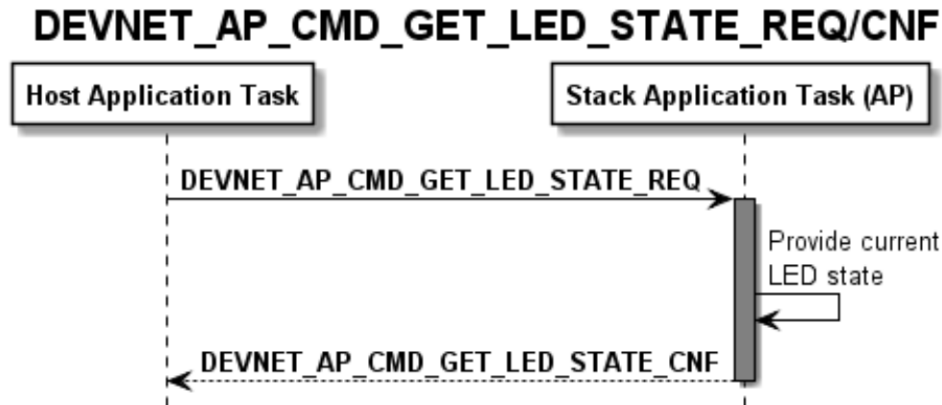 DEVNET_AP_CMD_GET_LED_STATE_REQ/CNF
Host Application Task
Stack Application Task (AP)
DEVNET_AP_CMD_GET_LED_STATE_REQ
Provide current
LED state
DEVNET_AP_CMD_GET_LED_STATE_CNF